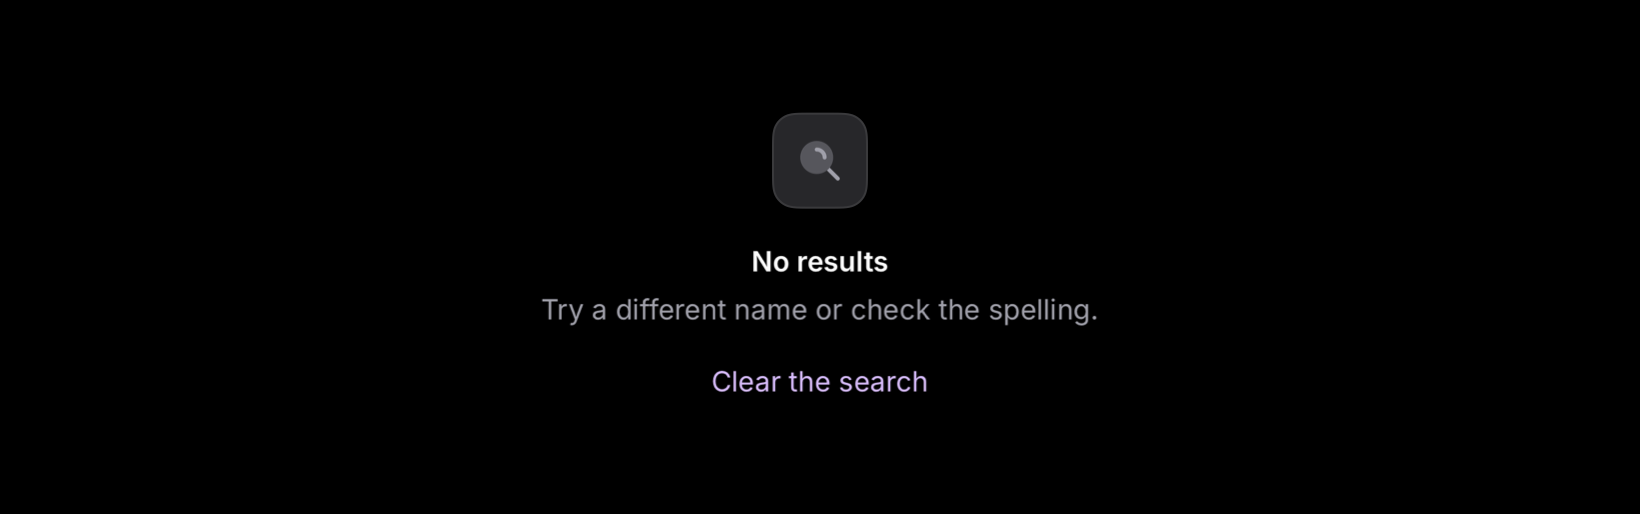 No results
Try a different name or check the spelling.
Clear the search